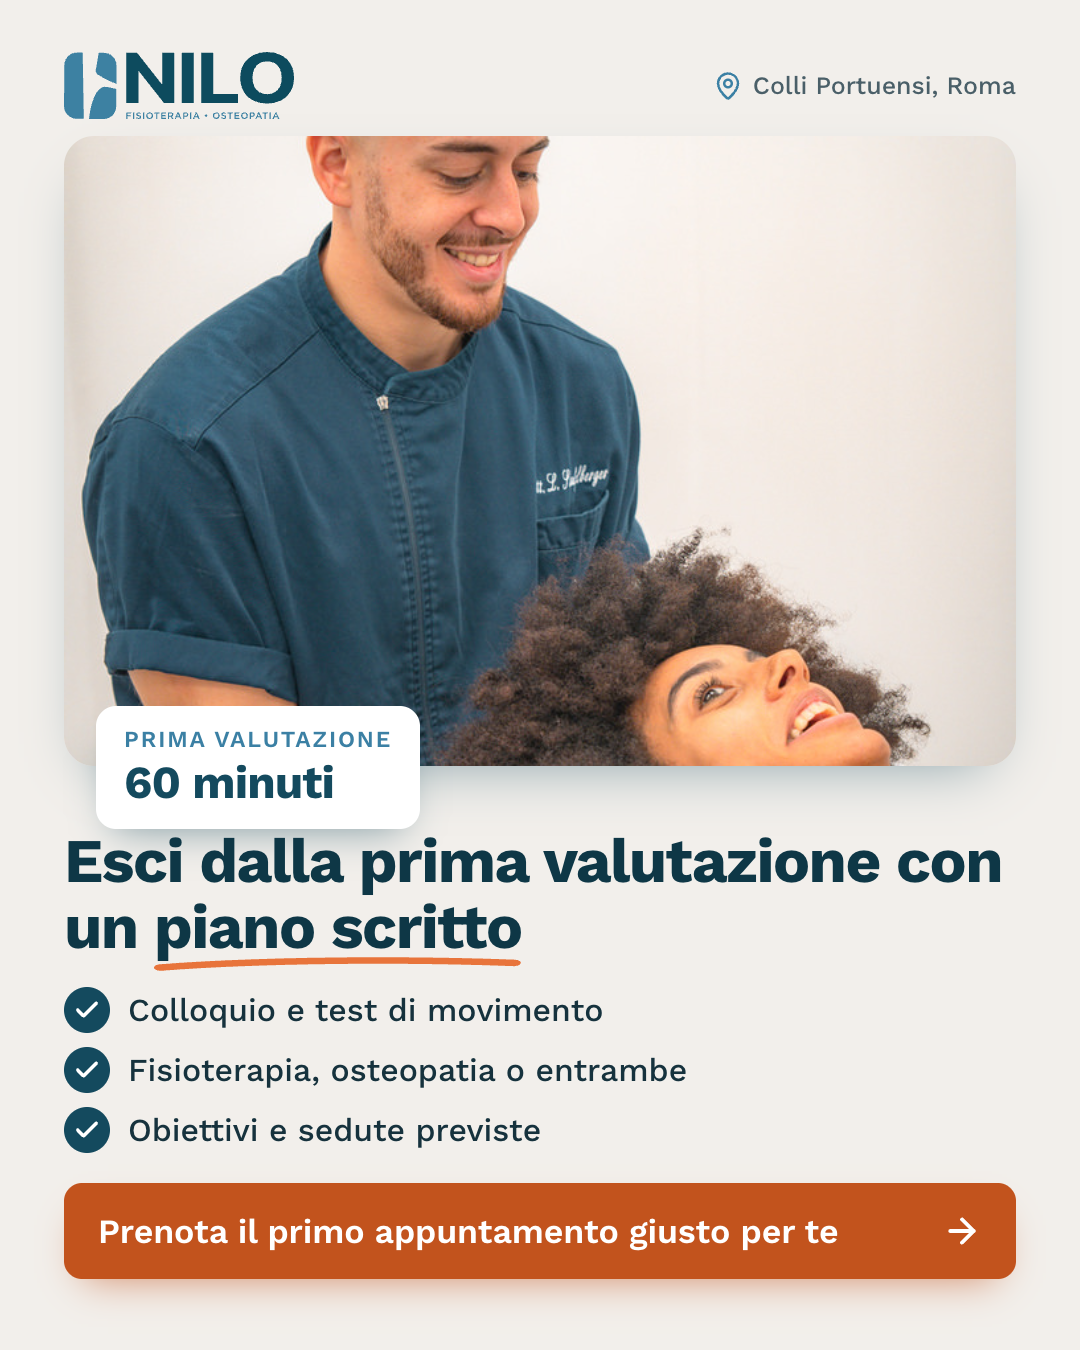 NILO
FISIOTERAPIA • OSTEOPATIA
Colli Portuensi, Roma
PRIMA VALUTAZIONE
60 minuti
Esci dalla prima valutazione con
un piano scritto
Colloquio e test di movimento
Fisioterapia, osteopatia o entrambe
Obiettivi e sedute previste
Prenota il primo appuntamento giusto per te